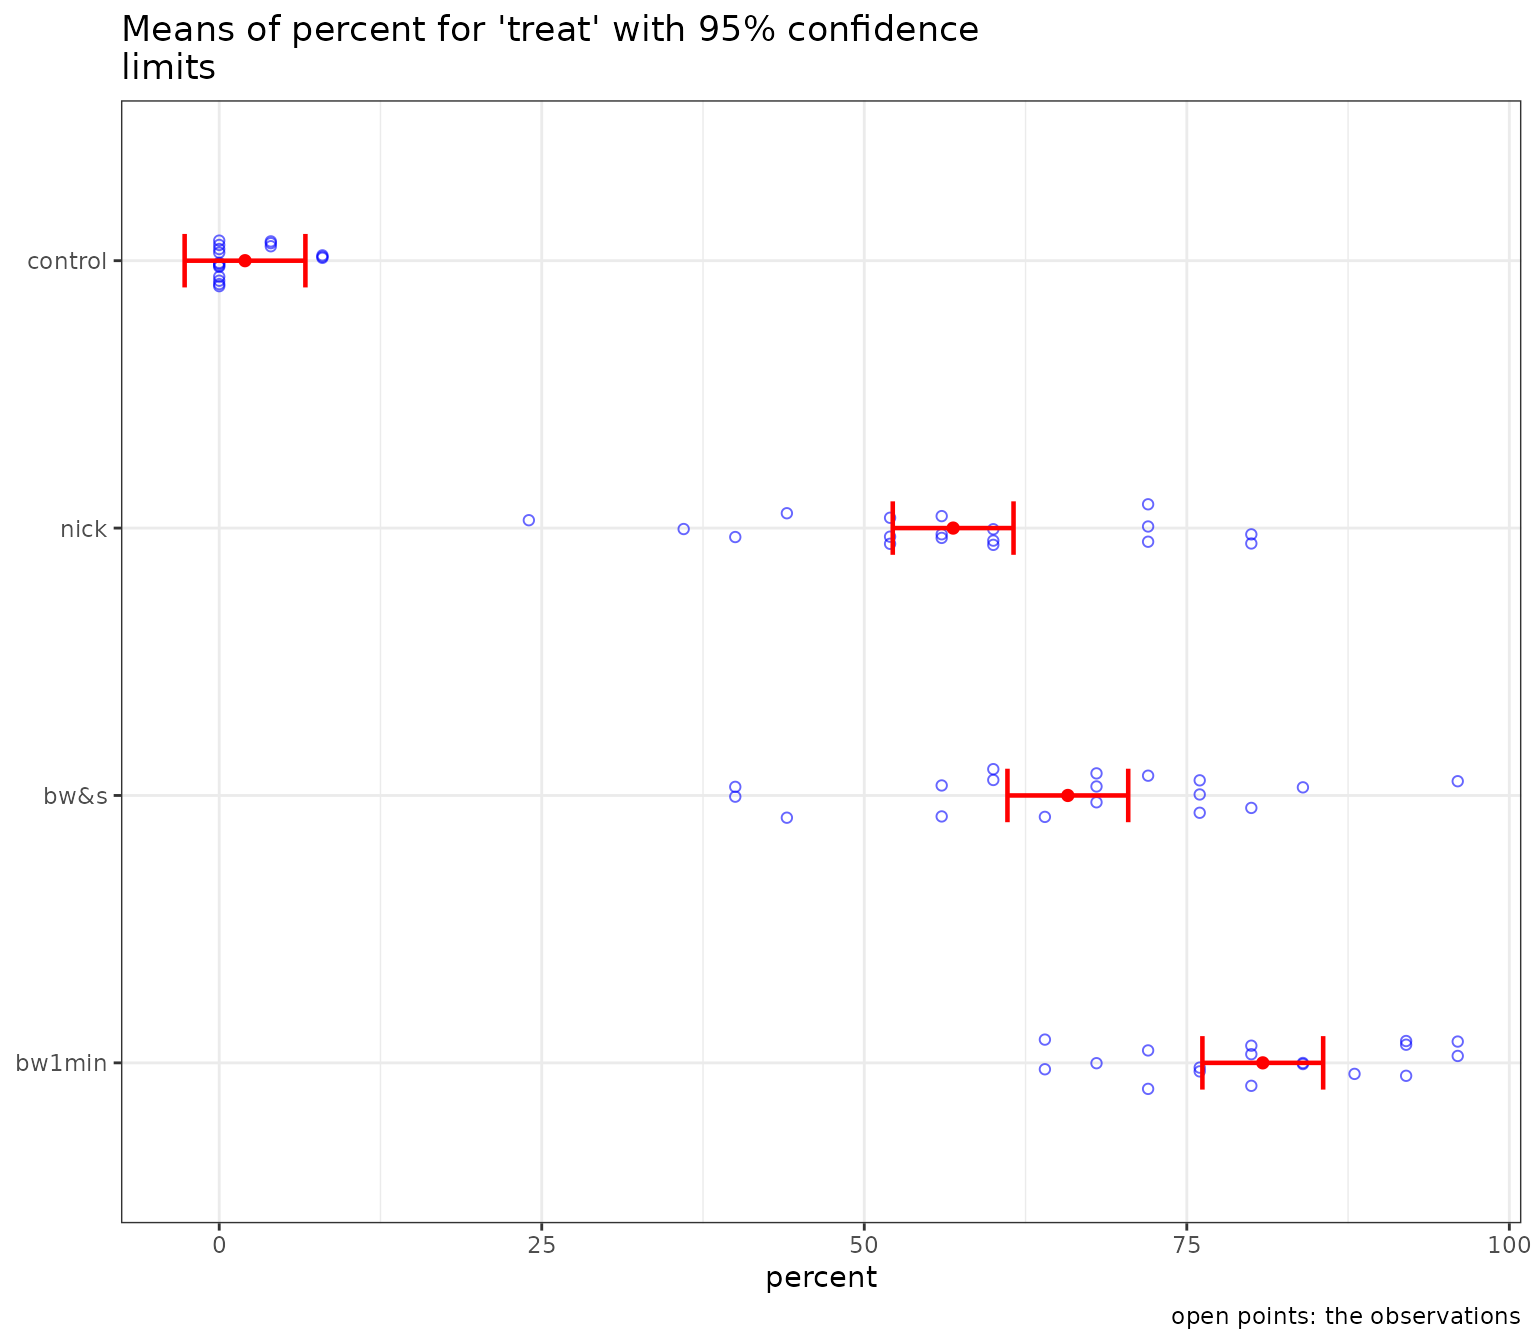 Means of percent for 'treat' with 95% confidence
limits
control
nick
bw&s
bw1min
0 25 50 75 100
percent
open points: the observations